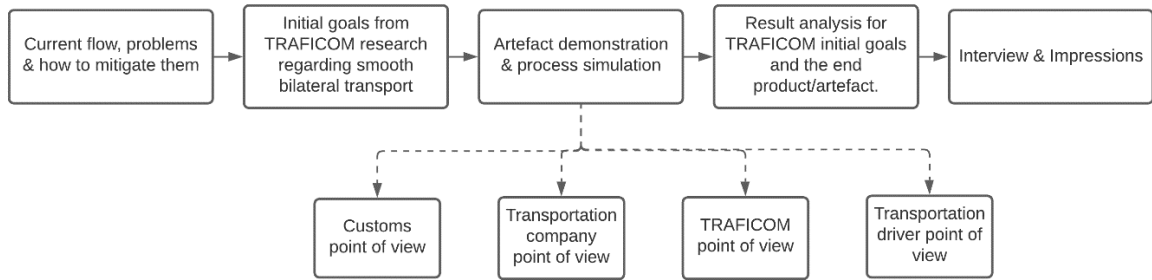 Current flow, problems
& how to mitigate them
Initial goals from
TRAFICOM research
regarding smooth
bilateral transport
Artefact demonstration
& process simulation
Result analysis for
TRAFICOM initial goals
and the end
product/artefact.
Interview & Impressions
Customs
point of view
Transportation
company
point of view
TRAFICOM
point of view
Transportation
driver point of
view